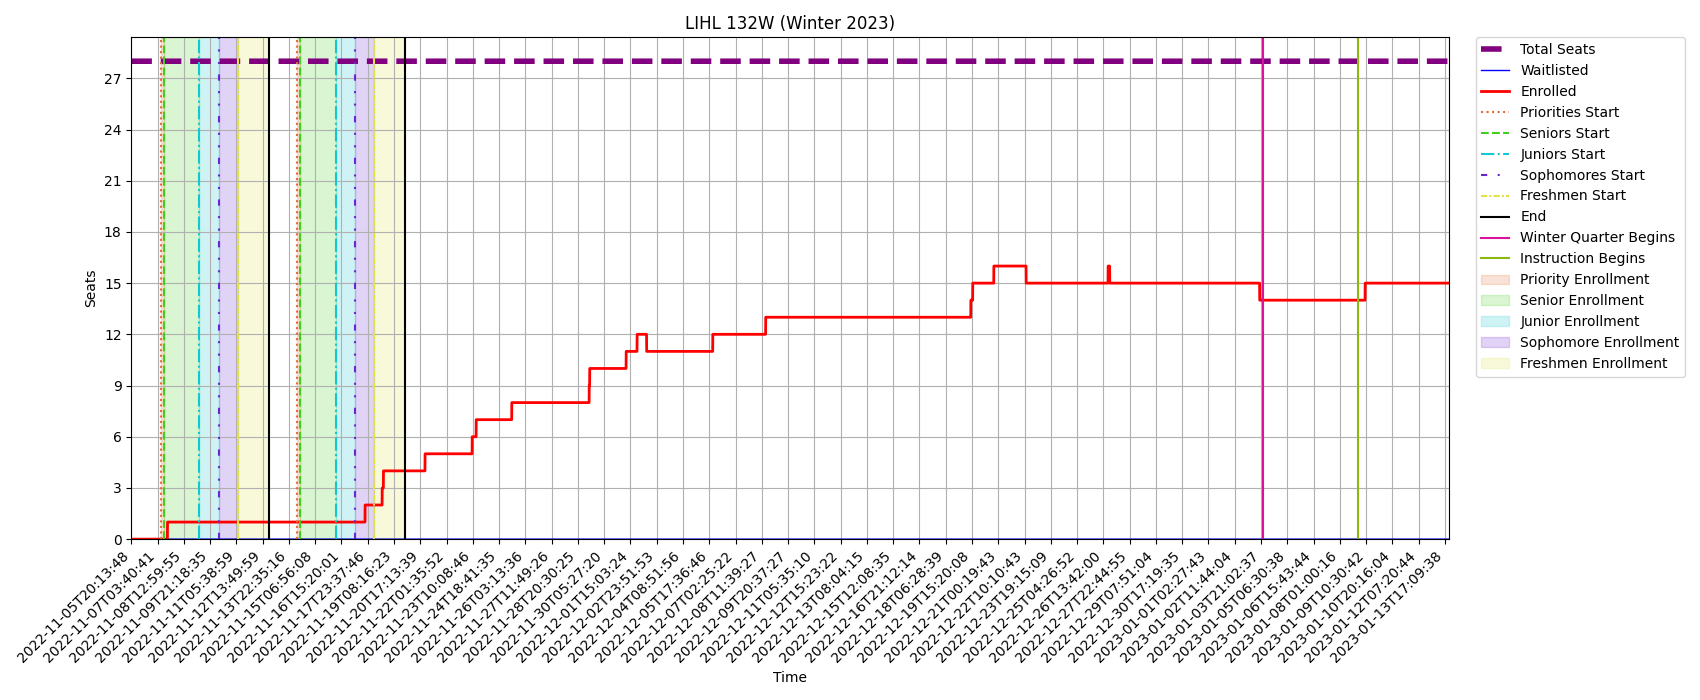 LIHL 132W (Winter 2023)
Seats
27
24
21
18
15
12
9
6
3
0
2022-11-05T20:13:48
2022-11-07T03:40:41
2022-11-08T12:59:55
2022-11-09T21:18:35
2022-11-11T05:38:59
2022-11-12T13:49:59
2022-11-13T22:35:16
2022-11-15T06:56:08
2022-11-16T15:20:01
2022-11-17T23:37:46
2022-11-19T08:16:23
2022-11-20T17:13:39
2022-11-22T01:35:52
2022-11-23T10:08:46
2022-11-24T18:41:35
2022-11-26T03:13:36
2022-11-27T11:49:26
2022-11-28T20:30:25
2022-11-30T05:27:20
2022-12-01T15:03:24
2022-12-02T23:51:53
2022-12-04T08:51:56
2022-12-05T17:36:46
2022-12-07T02:25:22
2022-12-08T11:39:27
2022-12-09T20:37:27
2022-12-11T05:35:10
2022-12-12T15:23:22
2022-12-13T08:04:15
2022-12-15T12:08:35
2022-12-16T21:12:14
2022-12-18T06:28:39
2022-12-19T15:20:08
2022-12-21T00:19:43
2022-12-22T10:10:43
2022-12-23T19:15:09
2022-12-25T04:26:52
2022-12-26T13:42:00
2022-12-27T22:44:55
2022-12-29T07:51:04
2022-12-30T17:19:35
2023-01-01T02:27:43
2023-01-02T11:44:04
2023-01-03T21:02:37
2023-01-05T06:30:38
2023-01-06T15:43:44
2023-01-08T01:00:16
2023-01-09T10:30:42
2023-01-10T20:16:04
2023-01-12T07:20:44
2023-01-13T17:09:38
Time
Total Seats
Waitlisted
Enrolled
Priorities Start
Seniors Start
Juniors Start
Sophomores Start
Freshmen Start
End
Winter Quarter Begins
Instruction Begins
Priority Enrollment
Senior Enrollment
Junior Enrollment
Sophomore Enrollment
Freshmen Enrollment